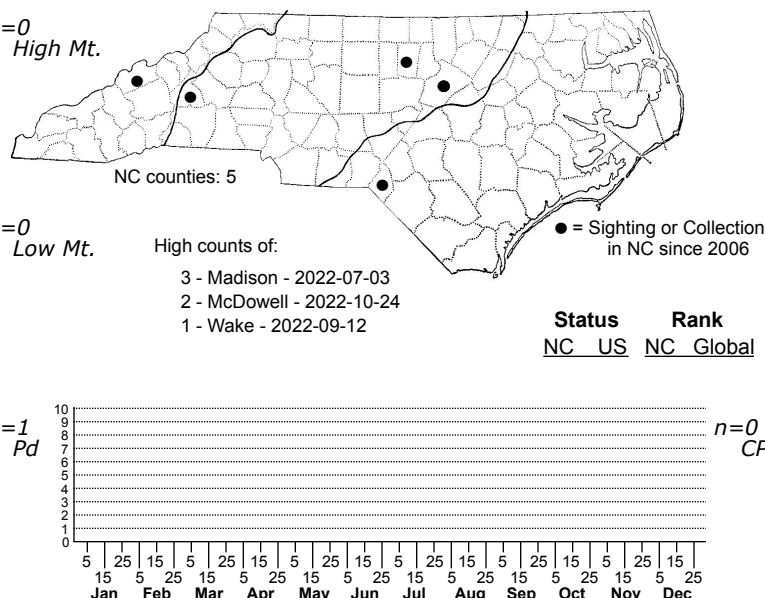 =0
High Mt.
NC counties: 5
=0
Low Mt.
High counts of:
3 - Madison - 2022-07-03
2 - McDowell - 2022-10-24
1 - Wake - 2022-09-12
● = Sighting or Collection
in NC since 2006
Status Rank
NC US NC Global
=1
Pd
10
9
8
7
6
5
4
3
2
1
0
n=0
CP
5 25 15 5 25 15 5 25 15 5 25 15 5 25 15 5 25 15
15 5 25 15 5 25 15 5 25 15 5 25 15 5 25 15 5 25
Jan Feb Mar Apr May Jun Jul Aug Sep Oct Nov Dec